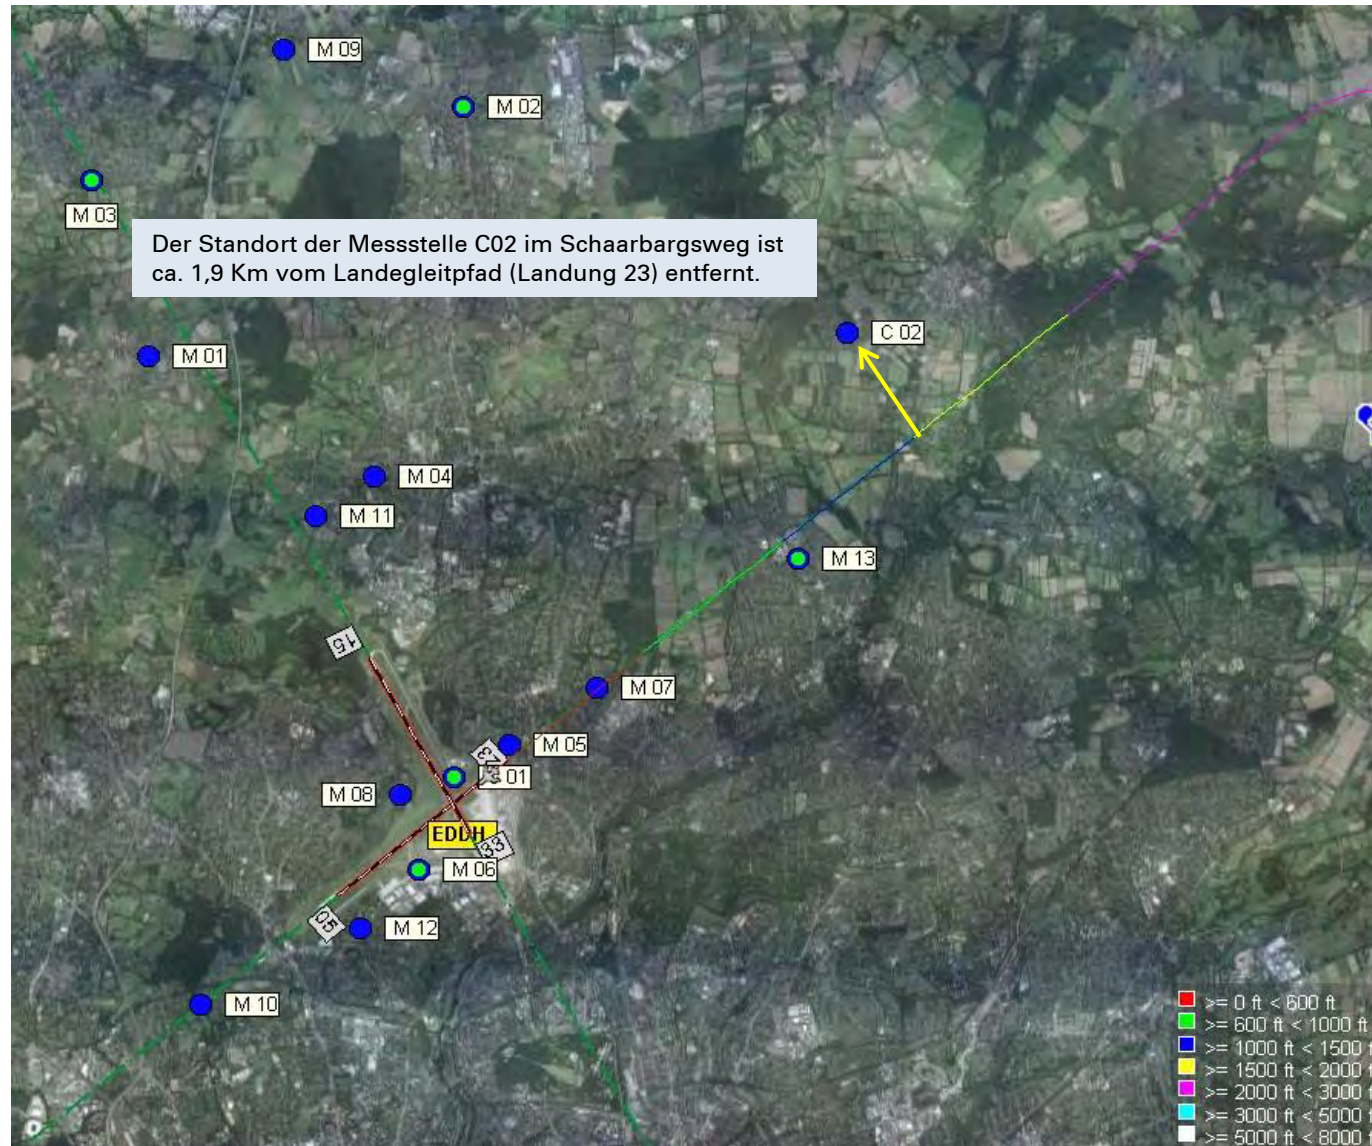 M 09
M 02
M 03
Der Standort der Messstelle C02 im Schaarbargsweg ist
ca. 1,9 Km vom Landegleitpfad (Landung 23) entfernt.
C 02
M 01
M 04
M 11
M 13
15
M 07
M 05
23
01
M 08
EDDH
33
M 06
05
M 12
M 10
>= 0 ft < 600 ft
>= 600 ft < 1000 ft
>= 1000 ft < 1500 f
>= 1500 ft < 2000 f
>= 2000 ft < 3000 f
>= 3000 ft < 5000 f
>= 5000 ft < 8000 f